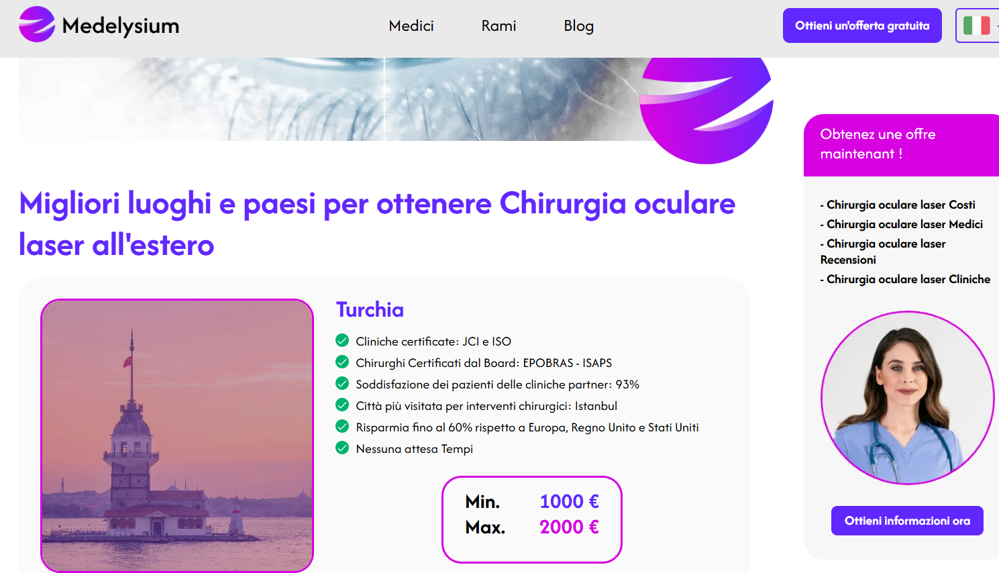 Medelysium
Medici
Rami
Blog
Ottieni un'offerta gratuita
Migliori luoghi e paesi per ottenere Chirurgia oculare
laser all'estero
Turchia
Cliniche certificate: JCI e ISO
Chirurghi Certificati dal Board: EPOBRAS - ISAPS
Soddisfazione dei pazienti delle cliniche partner: 93%
Città più visitata per interventi chirurgici: Istanbul
Risparmia fino al 60% rispetto a Europa, Regno Unito e Stati Uniti
Nessuna attesa Tempi
Min. 1000 €
Max. 2000 €
Obtenez une offre
maintenant !
- Chirurgia oculare laser Costi
- Chirurgia oculare laser Medici
- Chirurgia oculare laser
Recensioni
- Chirurgia oculare laser Cliniche
Ottieni informazioni ora